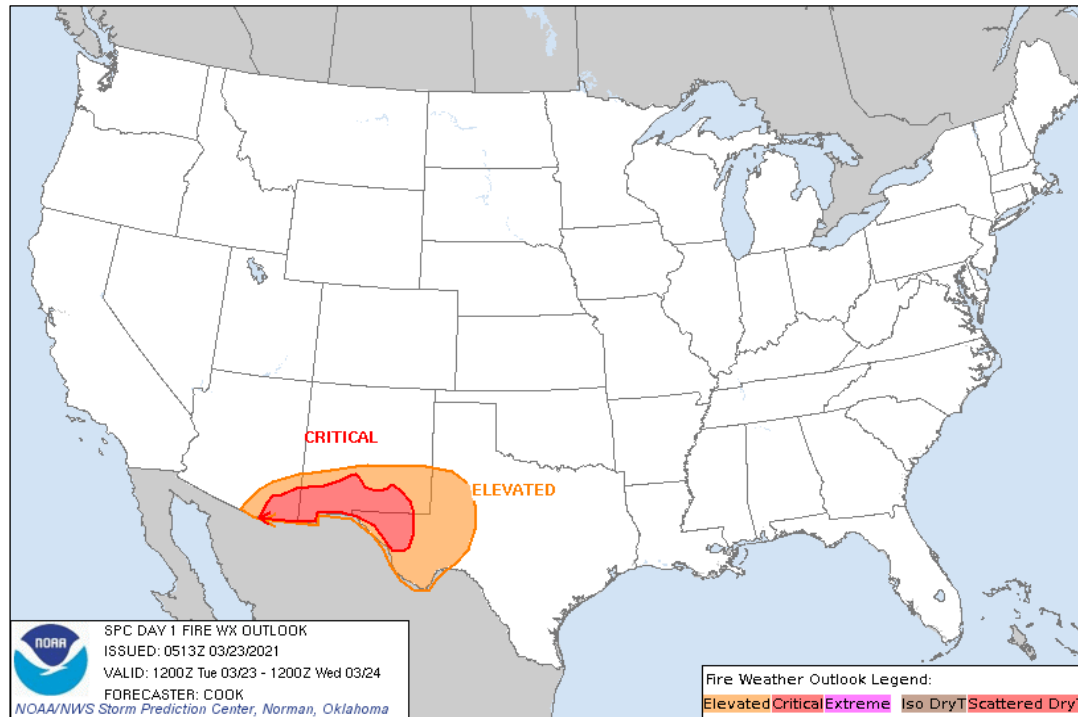 CRITICAL
ELEVATED
NOAA
SPC DAY 1 FIRE WX OUTLOOK
ISSUED: 0513Z 03/23/2021
VALID: 1200Z Tue 03/23 - 1200Z Wed 03/24
FORECASTER: COOK
NOAA/NWS Storm Prediction Center, Norman, Oklahoma
Fire Weather Outlook Legend:
Elevated Critical Extreme Iso DryT Scattered DryT